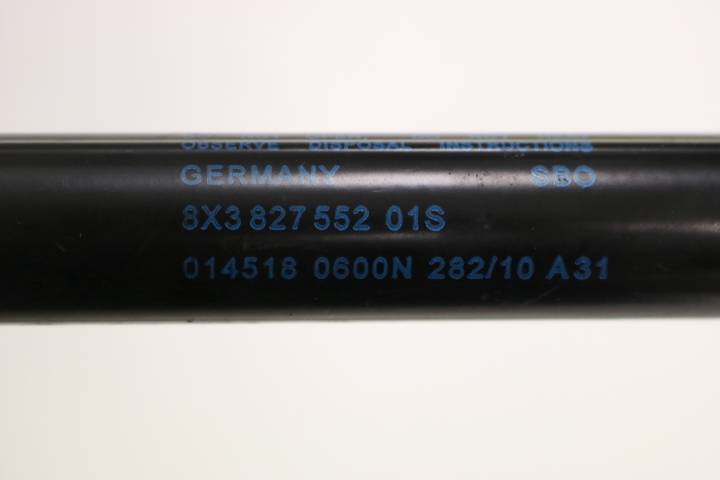 OBSERVE DISPOSAL INSTRUCTIONS
GERMANY SBO
8X3 827 552 01S
014518 0600N 282/10 A31